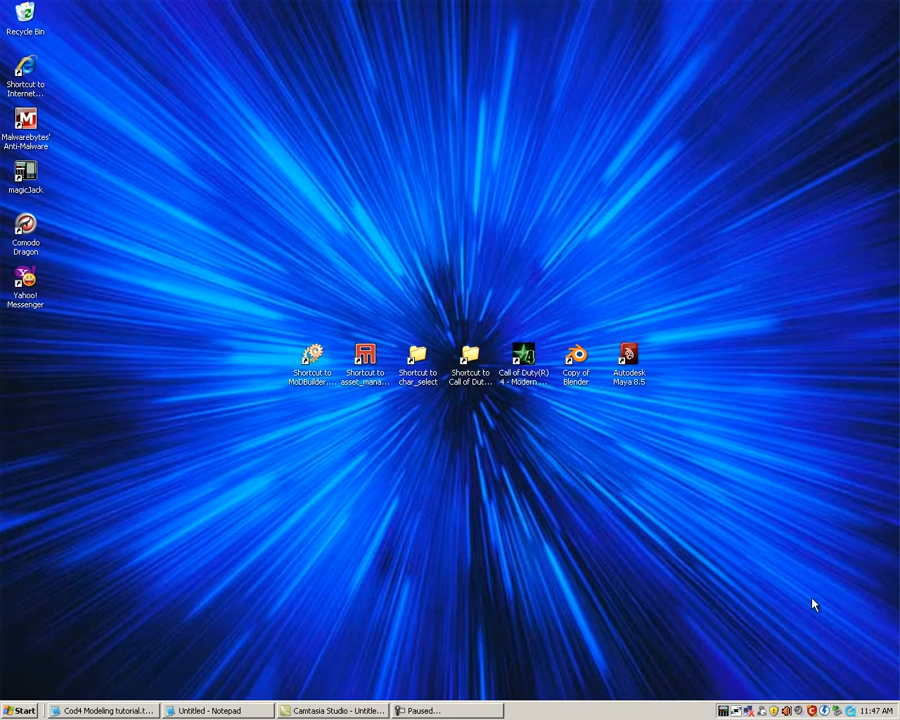 Recycle Bin
Shortcut to
Internet...
Malwarebytes'
Anti-Malware
magicJack
Comodo
Dragon
Yahoo!
Messenger
Shortcut to
MoDBuilder....
Shortcut to
asset_mana...
Shortcut to
char_select
Shortcut to
Call of Dut...
Call of Duty(R)
4 - Modern ...
Copy of
Blender
Autodesk
Maya 8.5
Start
Cod4 Modeling tutorial.t...
Untitled - Notepad
Camtasia Studio - Untitle...
Paused...
11:47 AM